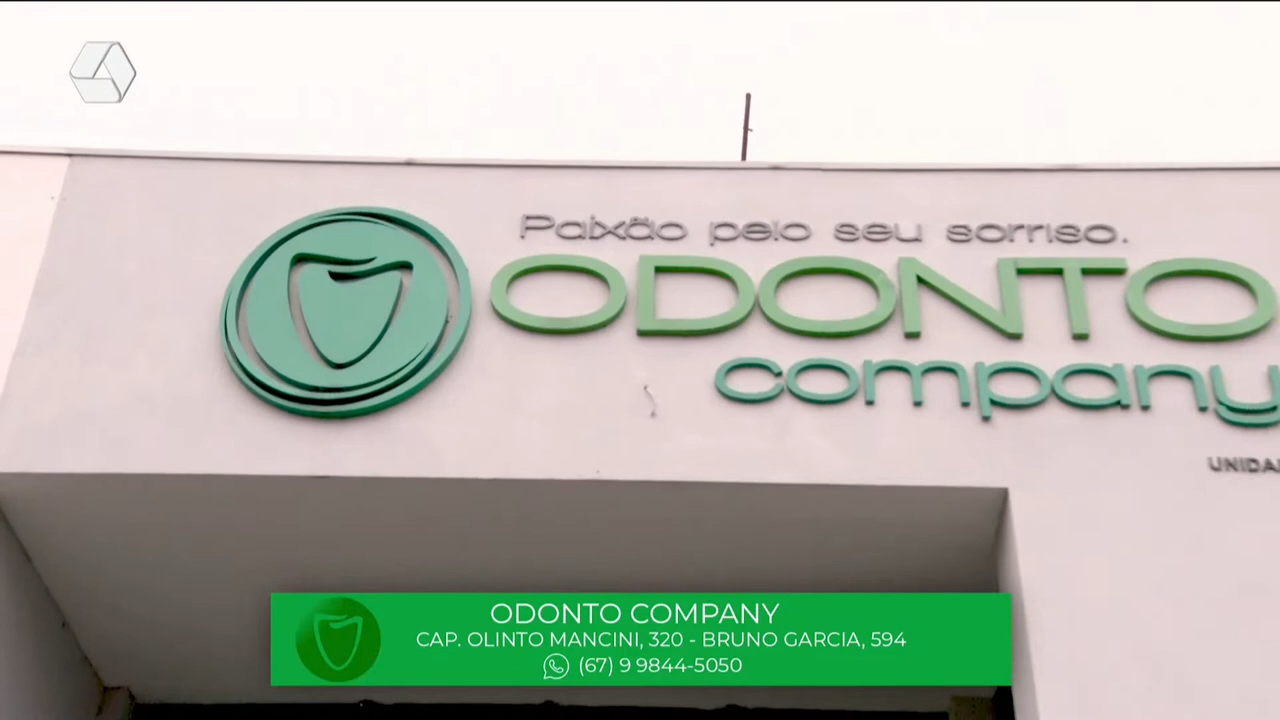 Paixão pelo seu sorriso.
ODONTO
company
ODONTO COMPANY
CAP. OLINTO MANCINI, 320 - BRUNO GARCIA, 594
(67) 9 9844-5050